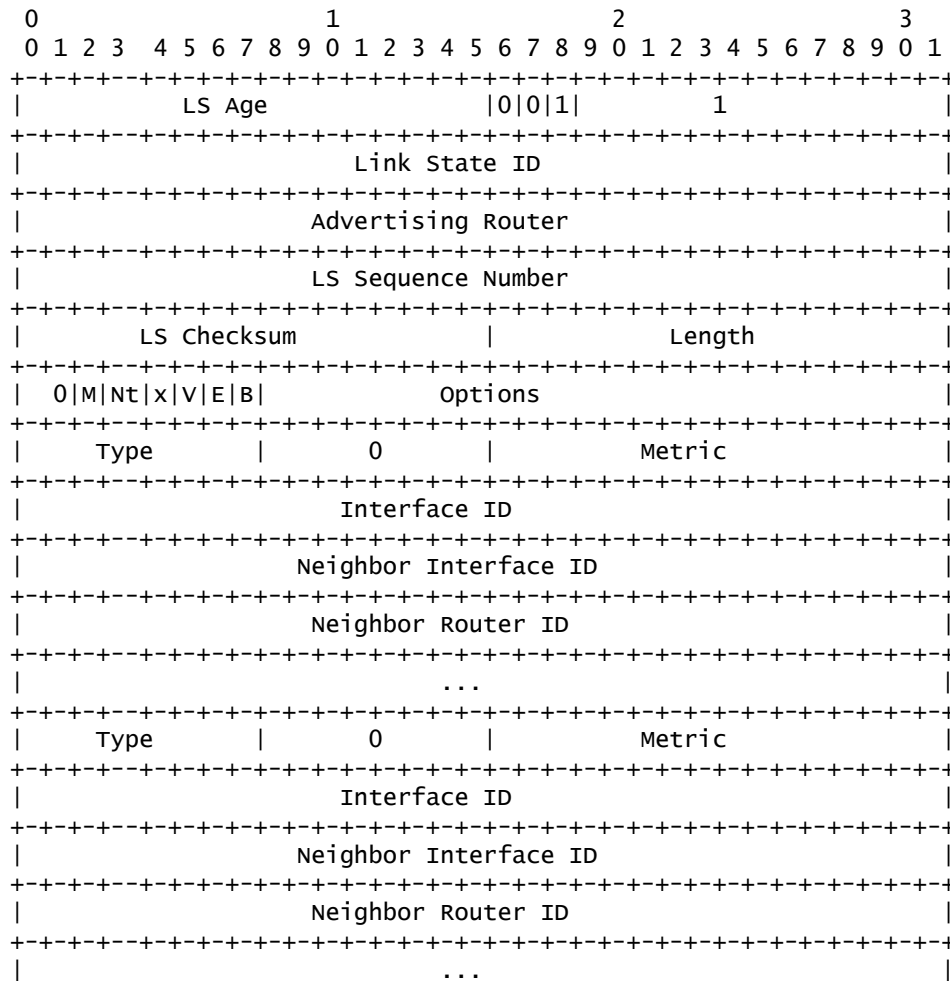 0                    1                   2                   3
 0 1 2 3  4 5 6 7 8 9 0 1 2 3 4 5 6 7 8 9 0 1 2 3 4 5 6 7 8 9 0 1
+-+-+-+--+-+-+-+-+-+-+-+-+-+-+-+-+-+-+-+-+-+-+-+-+-+-+-+-+-+-+-+-+
|           LS Age               |0|0|1|         1               |
+-+-+-+--+-+-+-+-+-+-+-+-+-+-+-+-+-+-+-+-+-+-+-+-+-+-+-+-+-+-+-+-+
|                       Link State ID                            |
+-+-+-+--+-+-+-+-+-+-+-+-+-+-+-+-+-+-+-+-+-+-+-+-+-+-+-+-+-+-+-+-+
|                    Advertising Router                          |
+-+-+-+--+-+-+-+-+-+-+-+-+-+-+-+-+-+-+-+-+-+-+-+-+-+-+-+-+-+-+-+-+
|                    LS Sequence Number                          |
+-+-+-+--+-+-+-+-+-+-+-+-+-+-+-+-+-+-+-+-+-+-+-+-+-+-+-+-+-+-+-+-+
|        LS Checksum             |            Length             |
+-+-+-+--+-+-+-+-+-+-+-+-+-+-+-+-+-+-+-+-+-+-+-+-+-+-+-+-+-+-+-+-+
|  0|M|Nt|x|V|E|B|            Options                            |
+-+-+-+--+-+-+-+-+-+-+-+-+-+-+-+-+-+-+-+-+-+-+-+-+-+-+-+-+-+-+-+-+
|     Type       |       0       |          Metric               |
+-+-+-+--+-+-+-+-+-+-+-+-+-+-+-+-+-+-+-+-+-+-+-+-+-+-+-+-+-+-+-+-+
|                      Interface ID                              |
+-+-+-+--+-+-+-+-+-+-+-+-+-+-+-+-+-+-+-+-+-+-+-+-+-+-+-+-+-+-+-+-+
|                   Neighbor Interface ID                        |
+-+-+-+--+-+-+-+-+-+-+-+-+-+-+-+-+-+-+-+-+-+-+-+-+-+-+-+-+-+-+-+-+
|                    Neighbor Router ID                          |
+-+-+-+--+-+-+-+-+-+-+-+-+-+-+-+-+-+-+-+-+-+-+-+-+-+-+-+-+-+-+-+-+
|                             ...                                |
+-+-+-+--+-+-+-+-+-+-+-+-+-+-+-+-+-+-+-+-+-+-+-+-+-+-+-+-+-+-+-+-+
|     Type       |       0       |          Metric               |
+-+-+-+--+-+-+-+-+-+-+-+-+-+-+-+-+-+-+-+-+-+-+-+-+-+-+-+-+-+-+-+-+
|                      Interface ID                              |
+-+-+-+--+-+-+-+-+-+-+-+-+-+-+-+-+-+-+-+-+-+-+-+-+-+-+-+-+-+-+-+-+
|                   Neighbor Interface ID                        |
+-+-+-+--+-+-+-+-+-+-+-+-+-+-+-+-+-+-+-+-+-+-+-+-+-+-+-+-+-+-+-+-+
|                    Neighbor Router ID                          |
+-+-+-+--+-+-+-+-+-+-+-+-+-+-+-+-+-+-+-+-+-+-+-+-+-+-+-+-+-+-+-+-+
|                             ...                                |